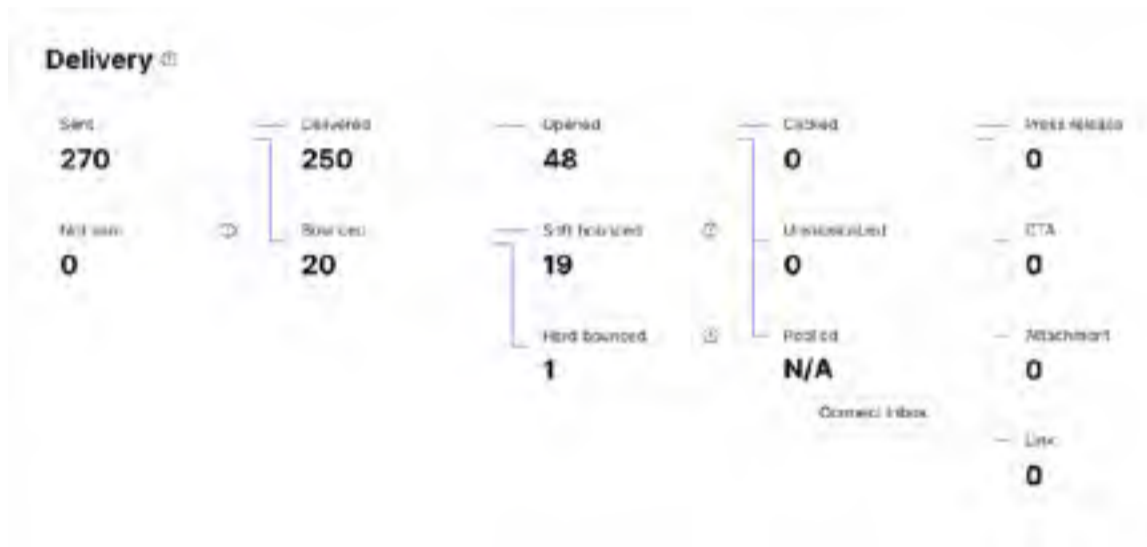 Delivery
Sent
270
Delivered
250
Opened
48
Clicked
0
Press release
0
Not sent
0
Bounced
20
Soft bounced
19
Unsubscribed
0
CTA
0
Hard bounced
1
Replied
N/A
Attachment
0
Connect Inbox
Link
0